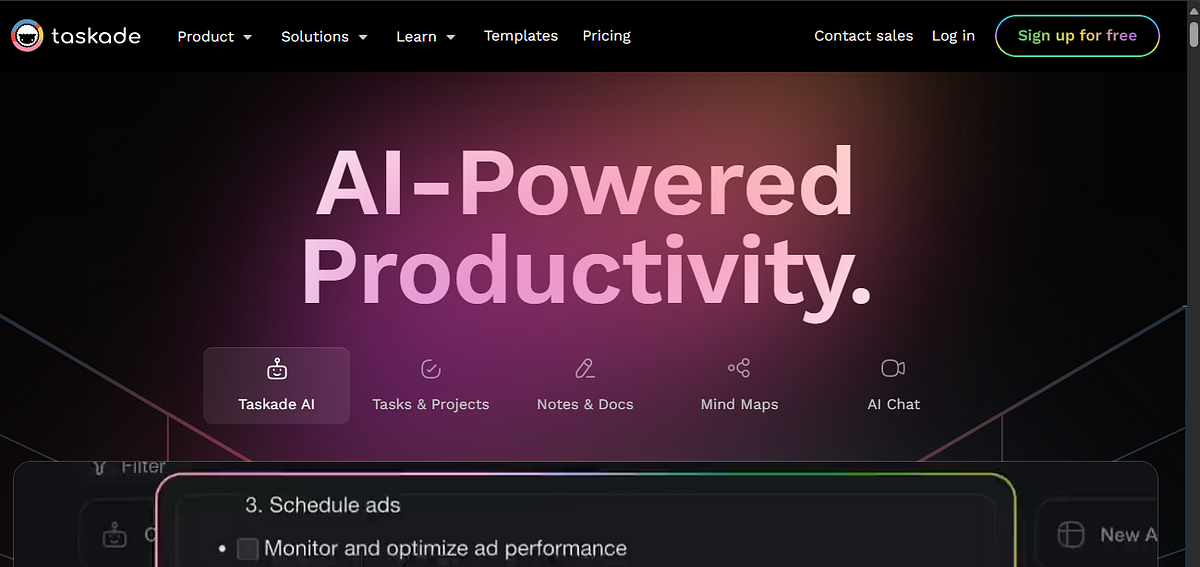 taskade Product Solutions Learn Templates Pricing Contact sales Log in Sign up for free
AI-Powered
Productivity.
Taskade AI Tasks & Projects Notes & Docs Mind Maps AI Chat
Filter
3. Schedule ads
New A
• Monitor and optimize ad performance